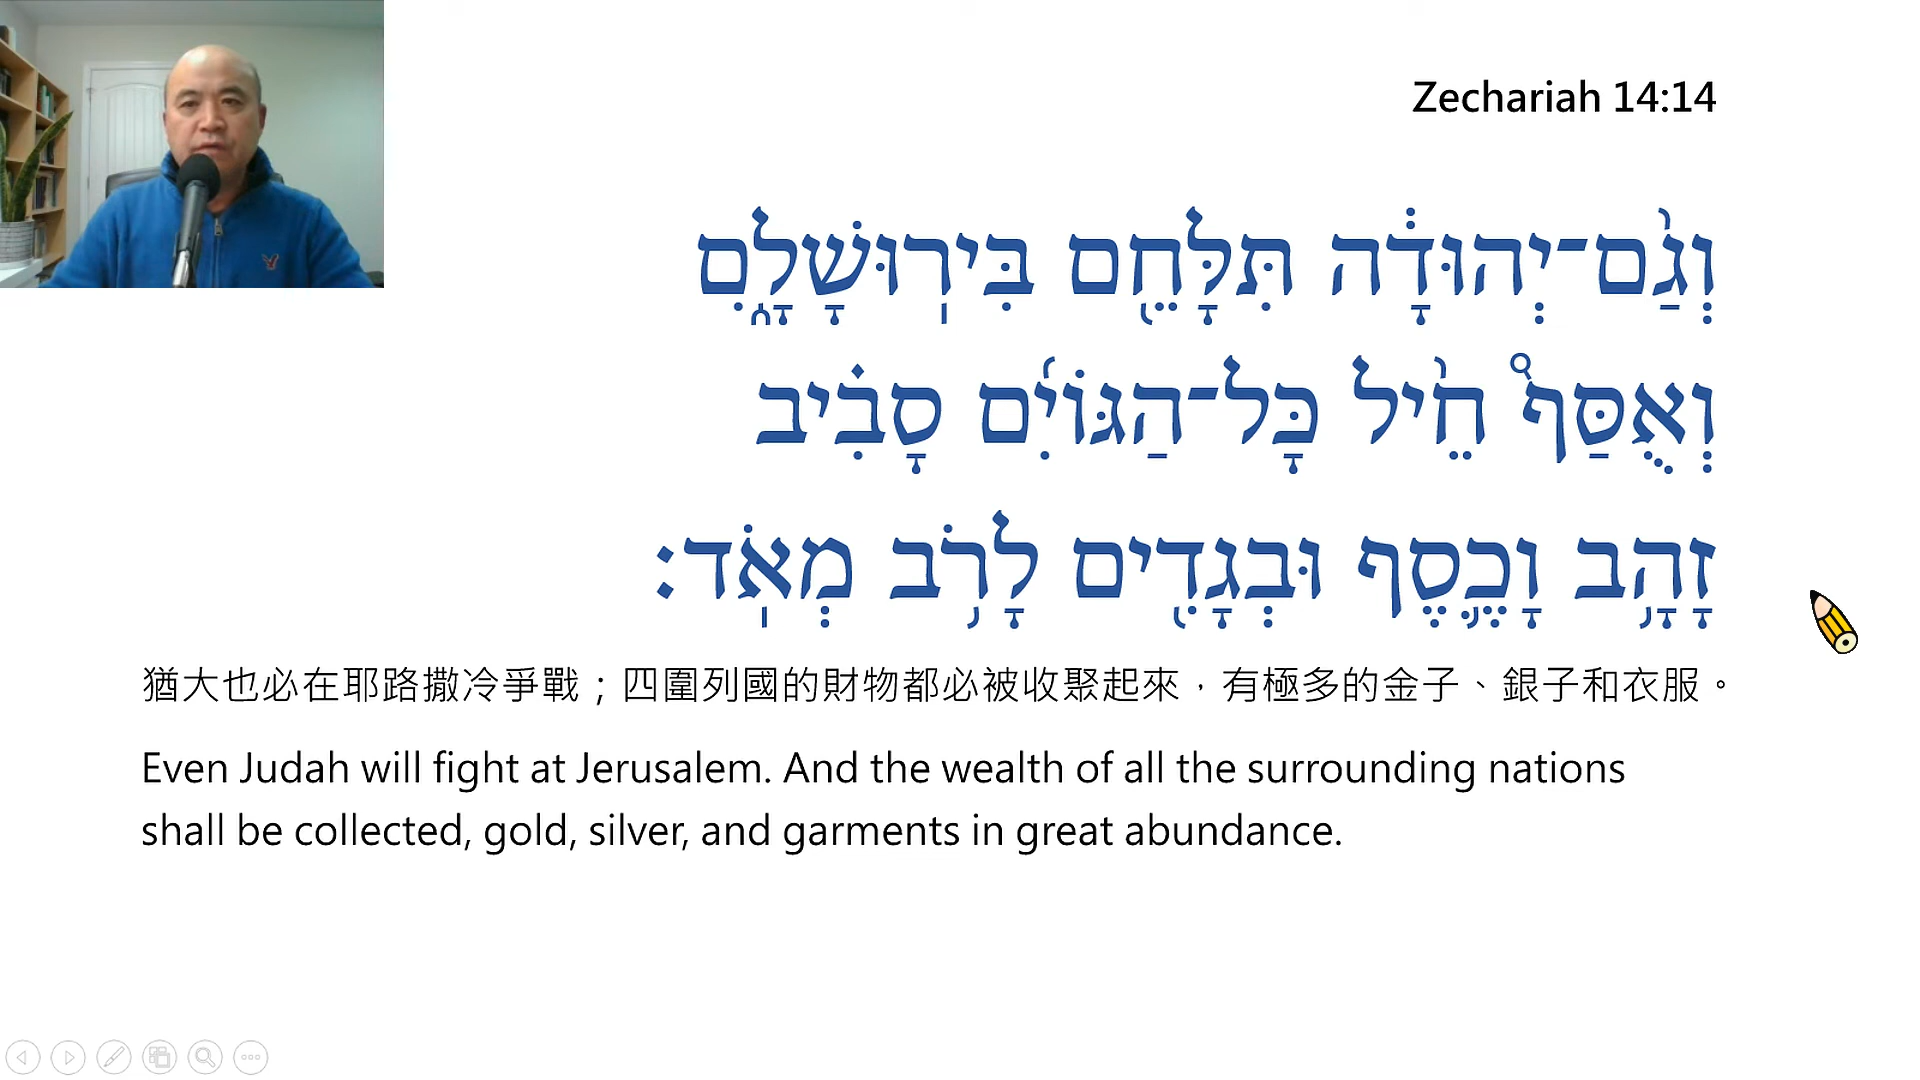 Zechariah 14:14
וְגַ֨ם־יְהוּדָ֔ה תִּלָּחֵ֖ם בִּירֽוּשָׁלָ֑͏ִם
וְאֻסַּף֩ חֵ֨יל כָּל־הַגּוֹיִ֜ם סָבִ֗יב
זָהָ֥ב וָכֶ֛סֶף וּבְגָדִ֖ים לָרֹ֥ב מְאֹֽד׃
猶大也必在耶路撒冷爭戰；四圍列國的財物都必被收聚起來，有極多的金子、銀子和衣服。
Even Judah will fight at Jerusalem. And the wealth of all the surrounding nations
shall be collected, gold, silver, and garments in great abundance.